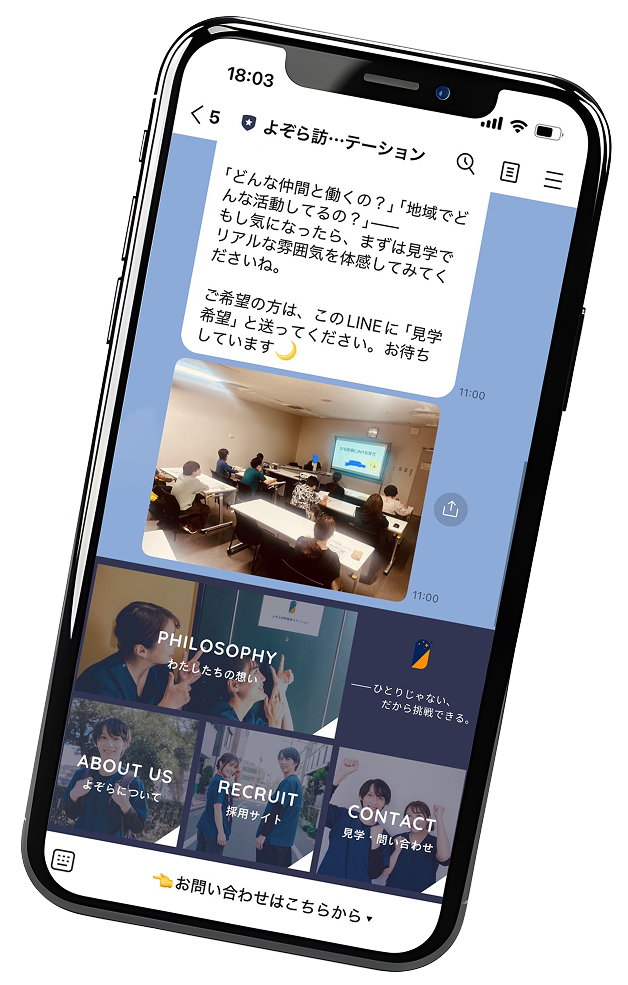 18:03
5
よぞら訪…テーション
「どんな仲間と働くの？」「地域でど
んな活動してるの？」——
もし気になったら、まずは見学で
リアルな雰囲気を体感してみてく
ださいね。
ご希望の方は、このLINEに「見学
希望」と送ってください。お待ち
しています🌙
11:00
11:00
PHILOSOPHY
わたしたちの想い
——ひとりじゃない、
だから挑戦できる。
ABOUT US
よぞらについて
RECRUIT
採用サイト
CONTACT
見学・問い合わせ
👈お問い合わせはこちらから▾